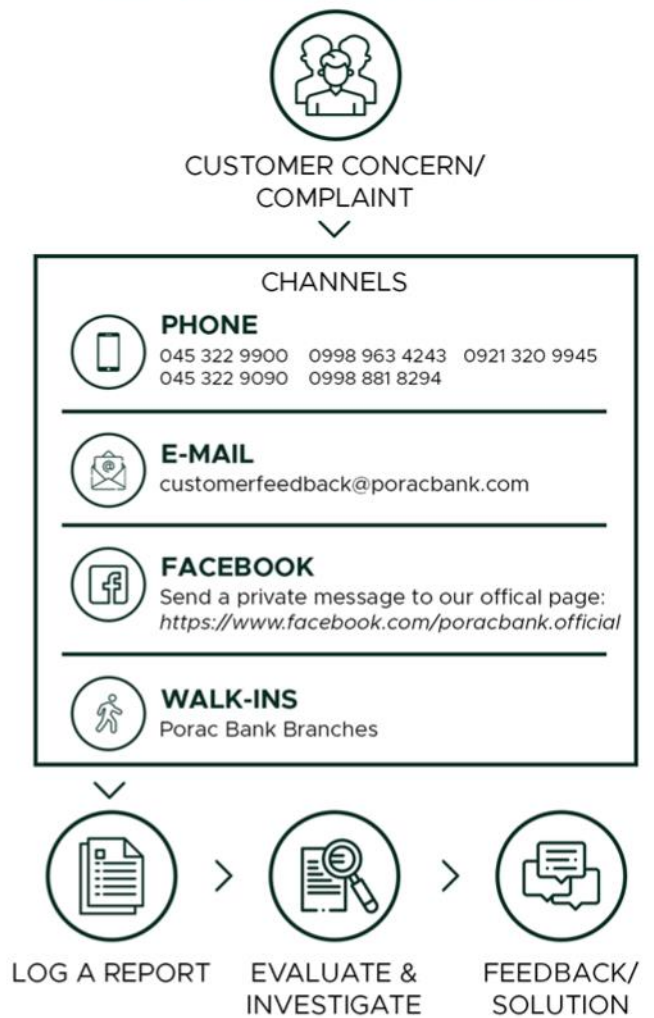 CUSTOMER CONCERN/
COMPLAINT
CHANNELS
PHONE
045 322 9900 0998 963 4243 0921 320 9945
045 322 9090 0998 881 8294
E-MAIL
customerfeedback@poracbank.com
FACEBOOK
Send a private message to our offical page:
https://www.facebook.com/poracbank.official
WALK-INS
Porac Bank Branches
LOG A REPORT
EVALUATE &
INVESTIGATE
FEEDBACK/
SOLUTION